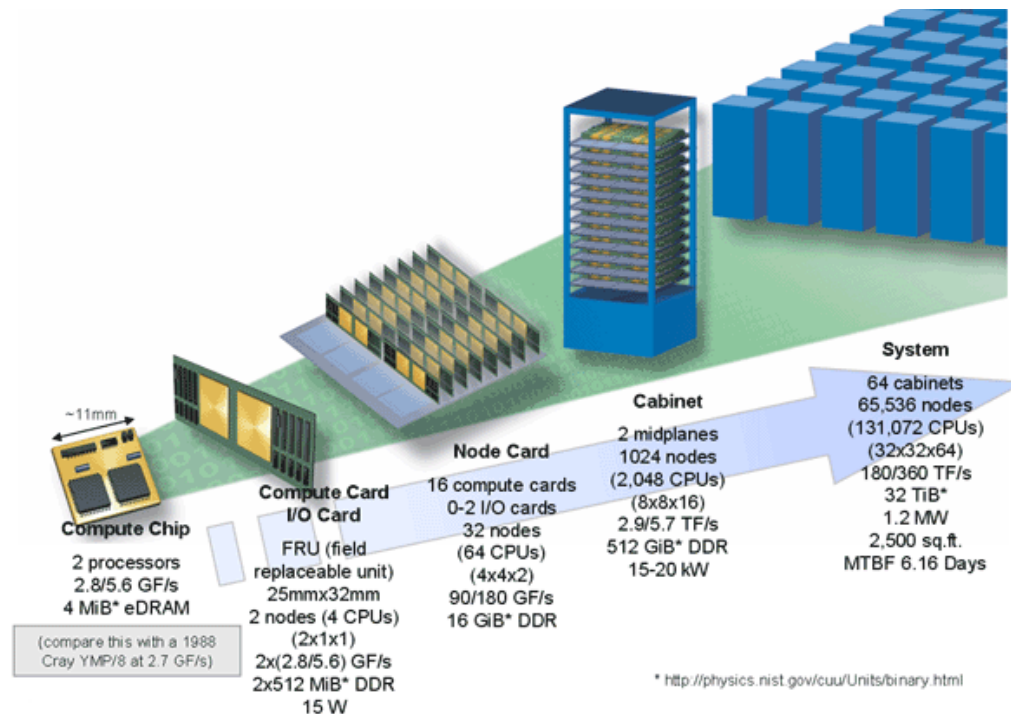 ~11mm
Compute Chip
2 processors
2.8/5.6 GF/s
4 MiB* eDRAM
(compare this with a 1988
Cray YMP/8 at 2.7 GF/s)
Compute Card
I/O Card
FRU (field
replaceable unit)
25mmx32mm
2 nodes (4 CPUs)
(2x1x1)
2x(2.8/5.6) GF/s
2x512 MiB* DDR
15 W
Node Card
16 compute cards
0-2 I/O cards
32 nodes
(64 CPUs)
(4x4x2)
90/180 GF/s
16 GiB* DDR
Cabinet
2 midplanes
1024 nodes
(2,048 CPUs)
(8x8x16)
2.9/5.7 TF/s
512 GiB* DDR
15-20 kW
System
64 cabinets
65,536 nodes
(131,072 CPUs)
(32x32x64)
180/360 TF/s
32 TiB*
1.2 MW
2,500 sq.ft.
MTBF 6.16 Days
* http://physics.nist.gov/cuu/Units/binary.html